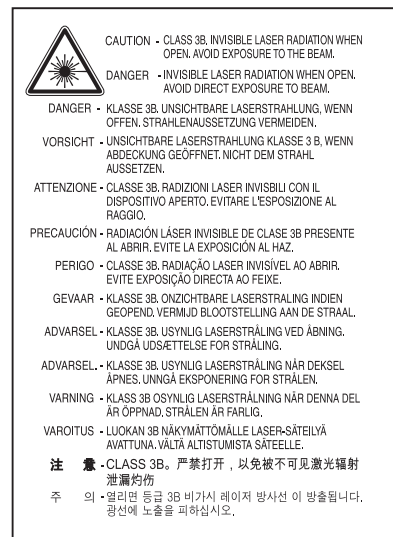 CAUTION - CLASS 3B. INVISIBLE LASER RADIATION WHEN
OPEN. AVOID EXPOSURE TO THE BEAM.
DANGER - INVISIBLE LASER RADIATION WHEN OPEN.
AVOID DIRECT EXPOSURE TO BEAM.
DANGER - KLASSE 3B. UNSICHTBARE LASERSTRAHLUNG, WENN
OFFEN. STRAHLENAUSSETZUNG VERMEIDEN.
VORSICHT - UNSICHTBARE LASERSTRAHLUNG KLASSE 3 B, WENN
ABDECKUNG GEÖFFNET. NICHT DEM STRAHL
AUSSETZEN.
ATTENZIONE - CLASSE 3B. RADIZIONI LASER INVISBILI CON IL
DISPOSITIVO APERTO. EVITARE L'ESPOSIZIONE AL
RAGGIO.
PRECAUCIÓN - RADIACIÓN LÁSER INVISIBLE DE CLASE 3B PRESENTE
AL ABRIR. EVITE LA EXPOSICIÓN AL HAZ.
PERIGO - CLASSE 3B. RADIAÇÃO LASER INVISÍVEL AO ABRIR.
EVITE EXPOSIÇÃO DIRECTA AO FEIXE.
GEVAAR - KLASSE 3B. ONZICHTBARE LASERSTRALING INDIEN
GEOPEND. VERMIJD BLOOTSTELLING AAN DE STRAAL.
ADVARSEL - KLASSE 3B. USYNLIG LASERSTRÅLING VED ÅBNING.
UNDGÅ UDSÆTTELSE FOR STRÅLING.
ADVARSEL. - KLASSE 3B. USYNLIG LASERSTRÅLING NÅR DEKSEL
ÅPNES. UNNGÅ EKSPONERING FOR STRÅLEN.
VARNING - KLASS 3B OSYNLIG LASERSTRÅLNING NÄR DENNA DEL
ÄR ÖPPNAD. STRÅLEN ÄR FARLIG.
VAROITUS - LUOKAN 3B NÄKYMÄTTÖMÄLLE LASER-SÄTEILYÄ
AVATTUNA. VÄLTÄ ALTISTUMISTA SÄTEELLE.
注 意 - CLASS 3B。严禁打开，以免被不可见激光辐射
泄漏灼伤
주 의 - 열리면 등급 3B 비가시 레이저 방사선 이 방출됩니다.
광선에 노출을 피하십시오.